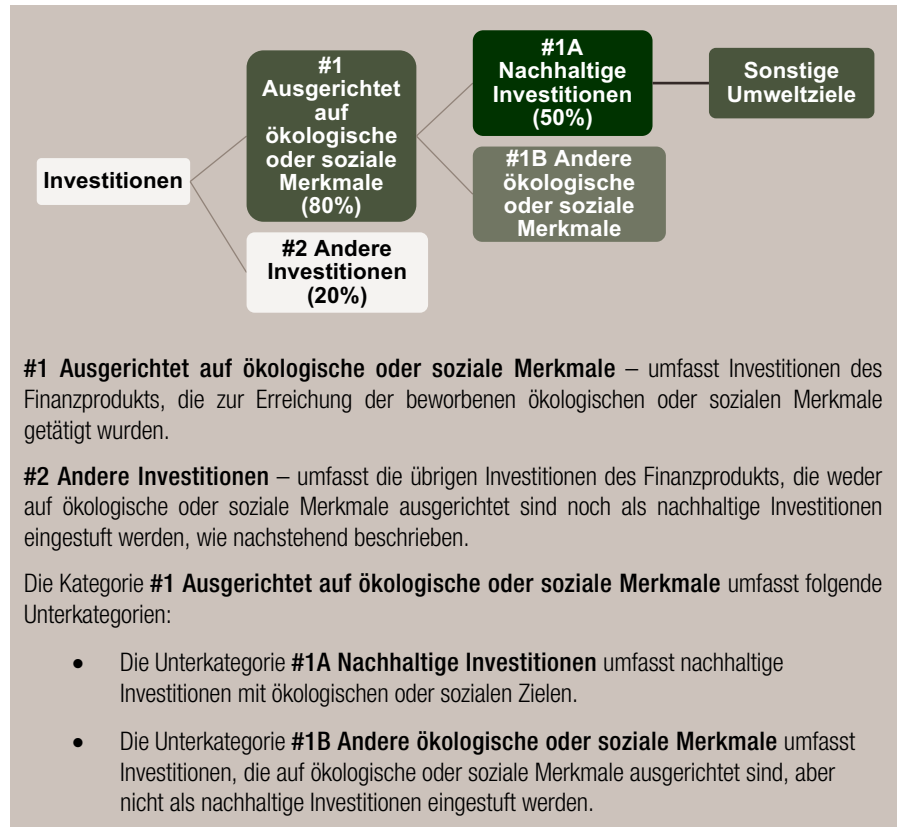 Investitionen
#1
Ausgerichtet
auf
ökologische
oder soziale
Merkmale
(80%)
#2 Andere
Investitionen
(20%)
#1A
Nachhaltige
Investitionen
(50%)
#1B Andere
ökologische
oder soziale
Merkmale
Sonstige
Umweltziele
#1 Ausgerichtet auf ökologische oder soziale Merkmale – umfasst Investitionen des
Finanzprodukts, die zur Erreichung der beworbenen ökologischen oder sozialen Merkmale
getätigt wurden.
#2 Andere Investitionen – umfasst die übrigen Investitionen des Finanzprodukts, die weder
auf ökologische oder soziale Merkmale ausgerichtet sind noch als nachhaltige Investitionen
eingestuft werden, wie nachstehend beschrieben.
Die Kategorie #1 Ausgerichtet auf ökologische oder soziale Merkmale umfasst folgende
Unterkategorien:
• Die Unterkategorie #1A Nachhaltige Investitionen umfasst nachhaltige
Investitionen mit ökologischen oder sozialen Zielen.
• Die Unterkategorie #1B Andere ökologische oder soziale Merkmale umfasst
Investitionen, die auf ökologische oder soziale Merkmale ausgerichtet sind, aber
nicht als nachhaltige Investitionen eingestuft werden.